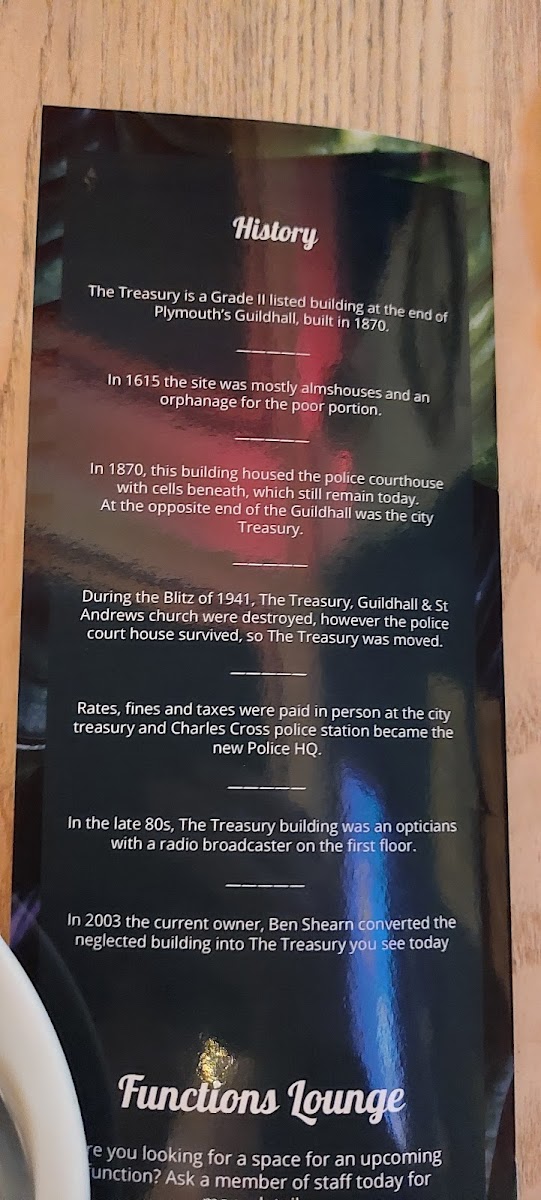 History
The Treasury is a Grade II listed building at the end of
Plymouth's Guildhall, built in 1870.
In 1615 the site was mostly almshouses and an
orphanage for the poor portion.
In 1870, this building housed the police courthouse
with cells beneath, which still remain today.
At the opposite end of the Guildhall was the city
Treasury.
During the Blitz of 1941, The Treasury, Guildhall & St
Andrews church were destroyed, however the police
court house survived, so The Treasury was moved.
Rates, fines and taxes were paid in person at the city
treasury and Charles Cross police station became the
new Police HQ.
In the late 80s, The Treasury building was an opticians
with a radio broadcaster on the first floor.
In 2003 the current owner, Ben Shearn converted the
neglected building into The Treasury you see today
Functions Lounge
re you looking for a space for an upcoming
unction? Ask a member of staff today for